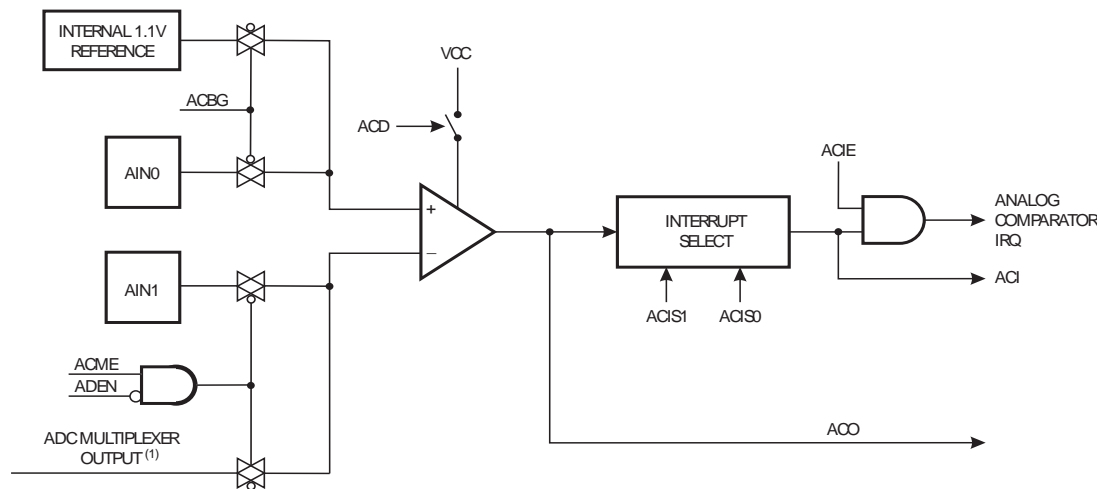 INTERNAL 1.1V
REFERENCE
VCC
ACBG
ACD
ACIE
AIN0
+
INTERRUPT
SELECT
ANALOG
COMPARATOR
IRQ
−
AIN1
ACI
ACIS1
ACIS0
ACME
ADEN
ADC MULTIPLEXER
OUTPUT (1)
ACO